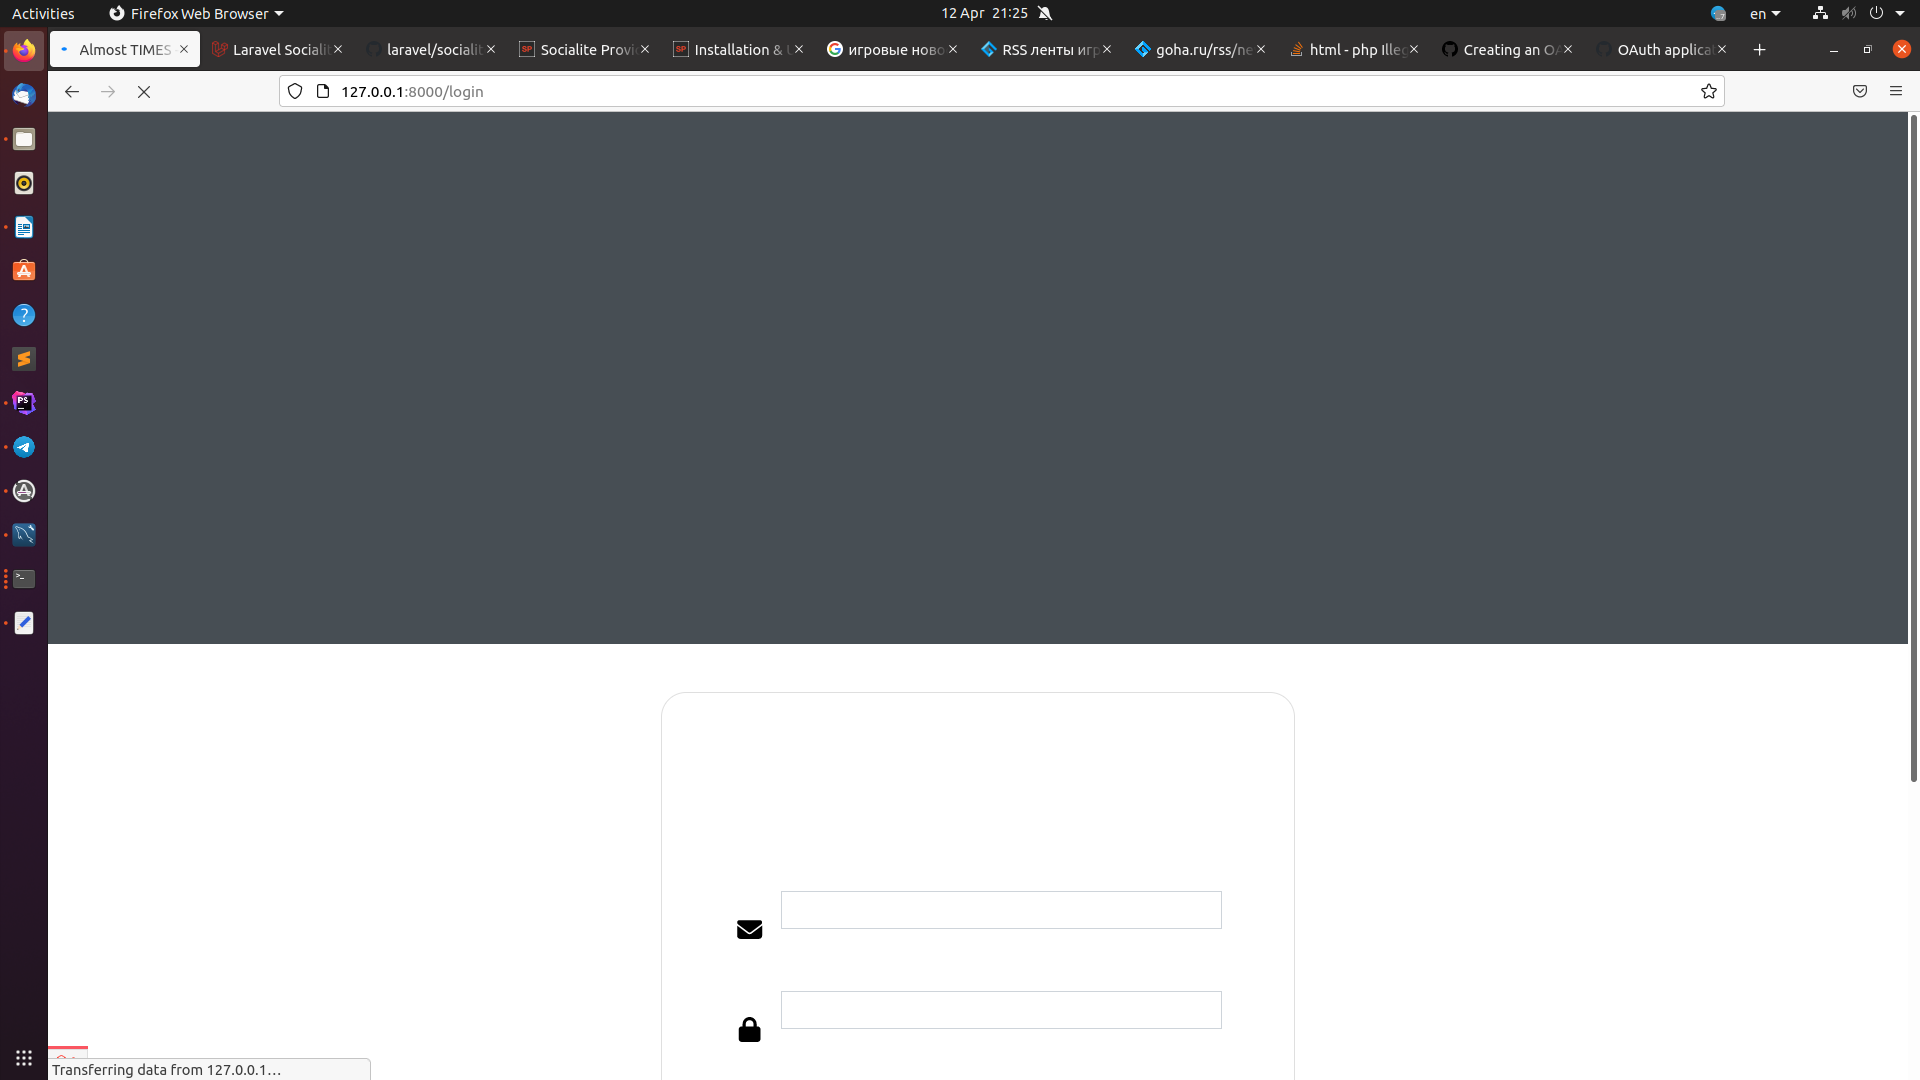 Activities
Firefox Web Browser
12 Apr 21:25
en
Almost TIMES
Laravel Socialit
laravel/socialit
Socialite Provi
Installation & U
игровые ново
RSS ленты игр
goha.ru/rss/ne
html - php Illeg
Creating an OA
OAuth applicat
127.0.0.1:8000/login
Transferring data from 127.0.0.1…